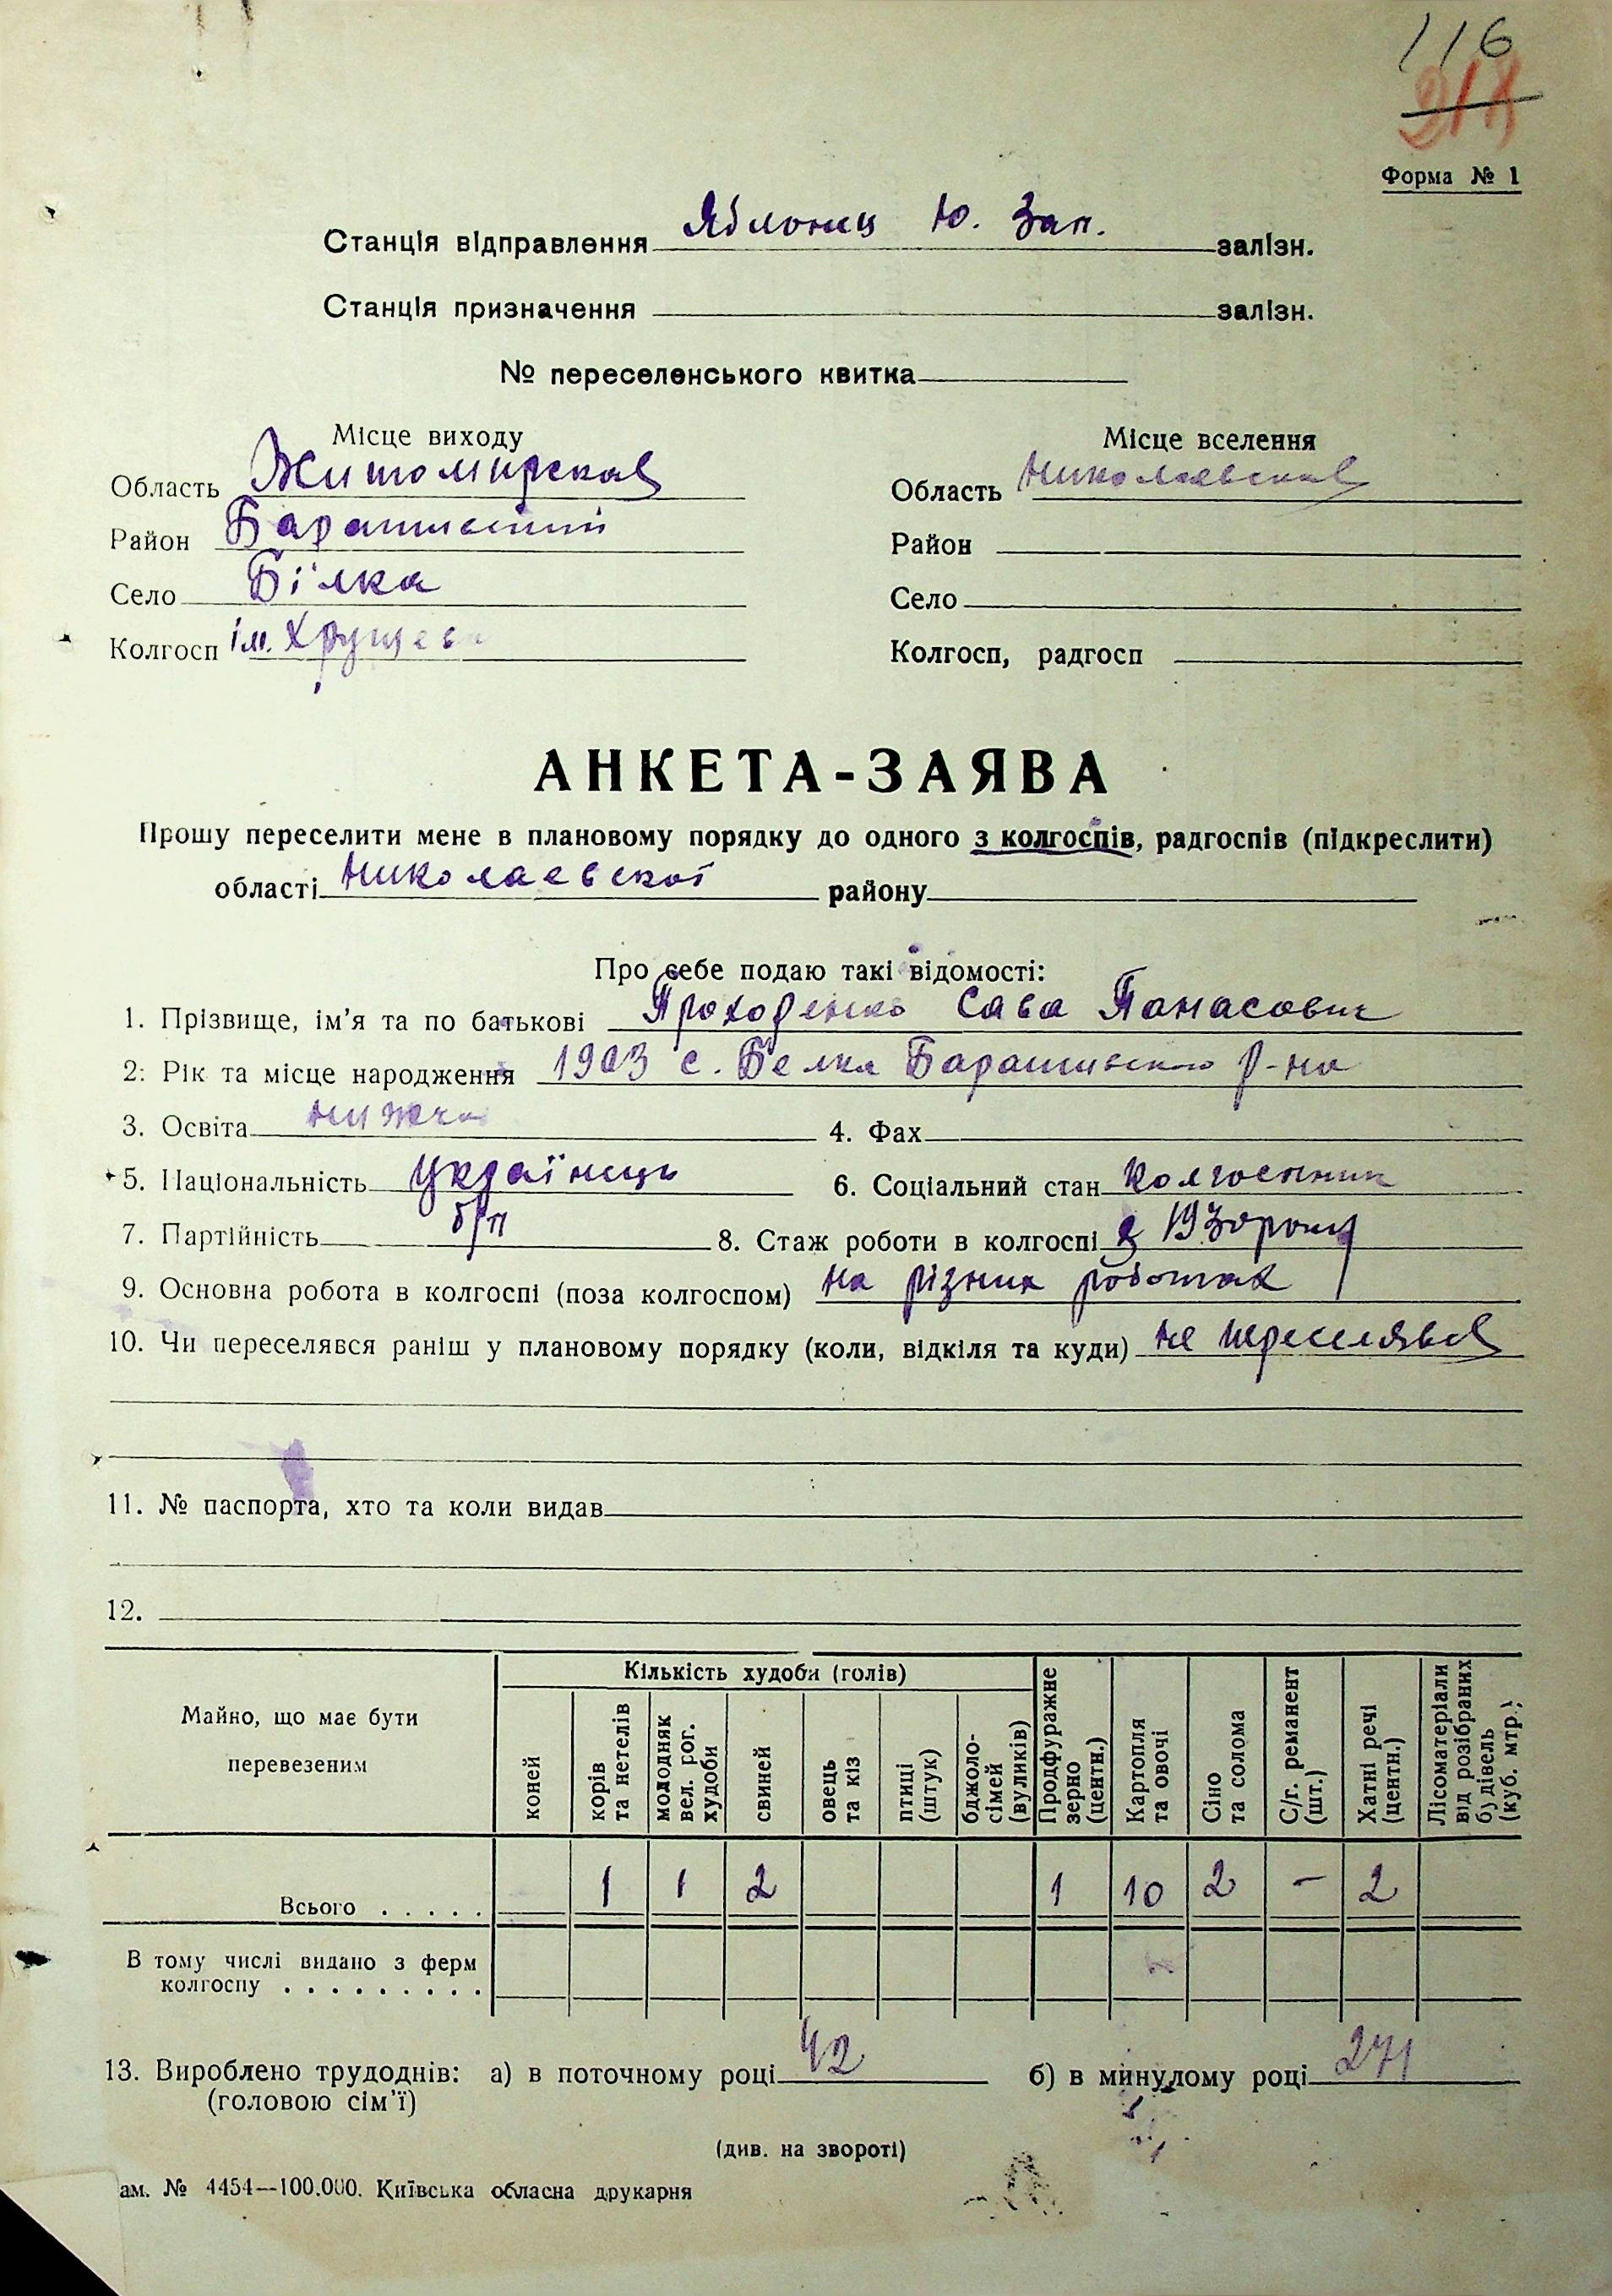 116
218
Форма № 1
Станція відправлення Яблонец Ю. Зап. залізн.
Станція призначення залізн.
№ переселенського квитка
Місце виходу
Місце вселення
Область Житомирская
Область Николаевская
Район Барашиський
Район
Село Білка
Село
Колгосп ім. Хрущева
Колгосп, радгосп
АНКЕТА-ЗАЯВА
Прошу переселити мене в плановому порядку до одного з колгоспів, радгоспів (підкреслити)
області Николаевскої району
Про себе подаю такі відомості:
1. Прізвище, ім'я та по батькові Проходенко Сава Панасович
2. Рік та місце народження 1903 с. Белка Барашивского р-на
3. Освіта нижча 4. Фах
5. Національність українець 6. Соціальний стан колгоспник
7. Партійність б/п 8. Стаж роботи в колгоспі з 1930 року
9. Основна робота в колгоспі (поза колгоспом) на різних роботах
10. Чи переселявся раніш у плановому порядку (коли, відкіля та куди) не переселявся
11. № паспорта, хто та коли видав
12.
Майно, що має бути перевезеним
Кількість худоби (голів)
коней
корів та нетелів
молодняк вел. рог. худоби
свиней
овець та кіз
птиці (штук)
бджоло-сімей (вуликів)
Продфуражне зерно (центн.)
Картопля та овочі
Сіно та солома
С/г. реманент (шт.)
Хатні речі (центн.)
Лісоматеріали від розібраних будівель (куб. мтр.)
Всього . . . . . 1 1 2 1 10 2 - 2
В тому числі видано з ферм
колгоспу . . . . . . . . .
13. Вироблено трудоднів: а) в поточному році 42 б) в минулому році 271
(головою сім'ї)
(див. на звороті)
ам. № 4454—100.000. Київська обласна друкарня